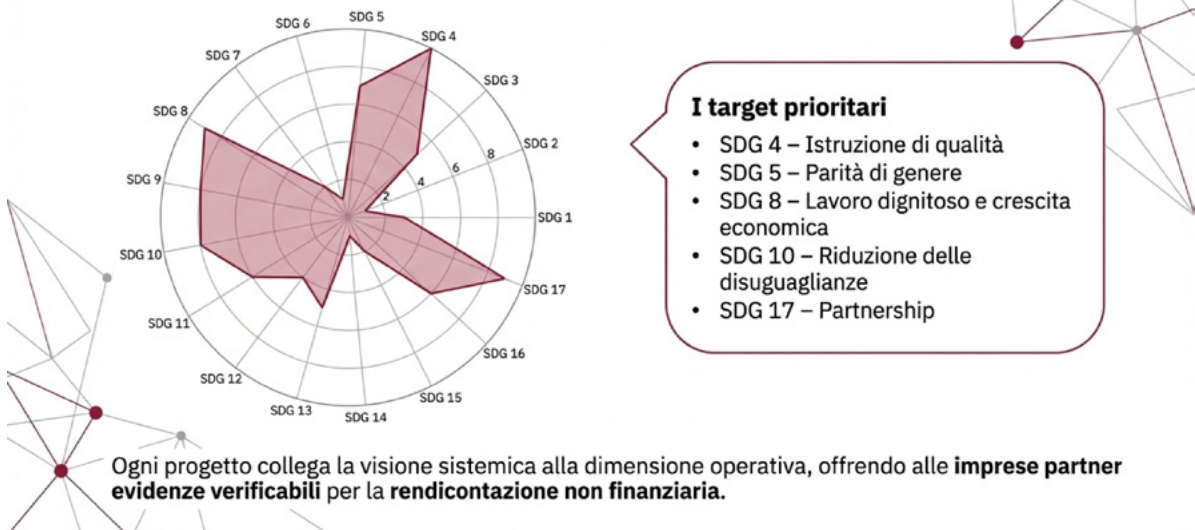 SDG 5
SDG 6
SDG 4
SDG 7
SDG 3
SDG 8
SDG 2
SDG 9
SDG 1
SDG 10
SDG 17
SDG 11
SDG 16
SDG 12
SDG 15
SDG 13
SDG 14
2
4
6
8
I target prioritari
• SDG 4 – Istruzione di qualità
• SDG 5 – Parità di genere
• SDG 8 – Lavoro dignitoso e crescita
economica
• SDG 10 – Riduzione delle
disuguaglianze
• SDG 17 – Partnership
Ogni progetto collega la visione sistemica alla dimensione operativa, offrendo alle imprese partner
evidenze verificabili per la rendicontazione non finanziaria.